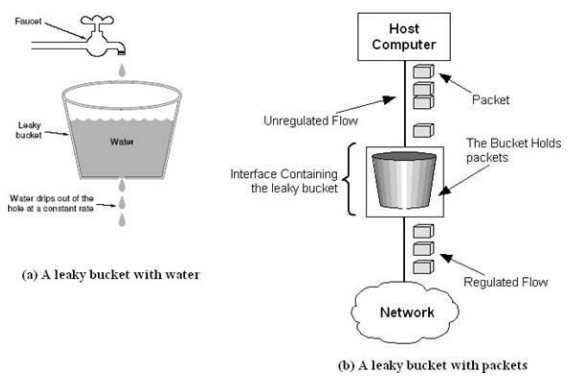 Faucet
Leaky
bucket
Water
Water drips out of the
hole at a constant rate
(a) A leaky bucket with water
Host
Computer
Packet
Unregulated Flow
The Bucket Holds
packets
Interface Containing
the leaky bucket
Regulated Flow
Network
(b) A leaky bucket with packets